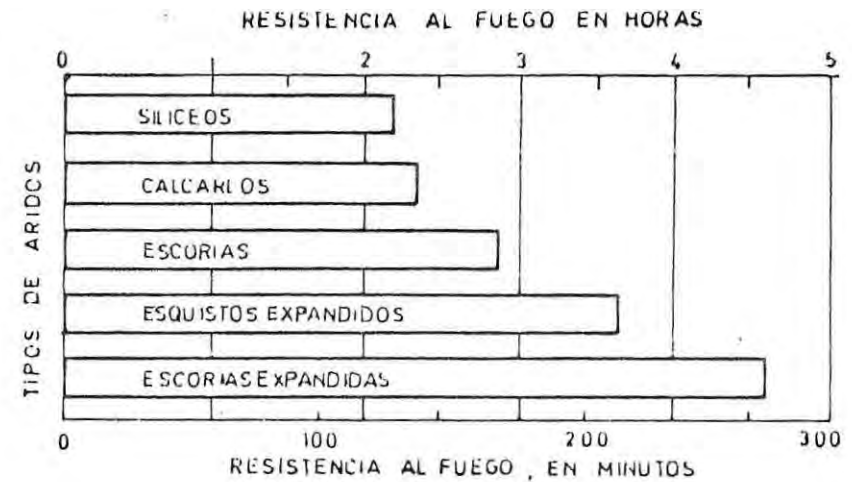 RESISTENCIA AL FUEGO EN HORAS
0 1 2 3 4 5
TIPOS DE ARIDOS
SILICEOS
CALCARIOS
ESCORIAS
ESQUISTOS EXPANDIDOS
ESCORIAS EXPANDIDAS
0 100 200 300
RESISTENCIA AL FUEGO, EN MINUTOS